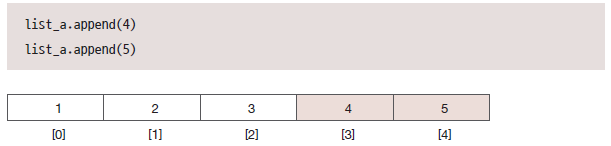 list_a.append(4)
list_a.append(5)
1 2 3 4 5
[0] [1] [2] [3] [4]